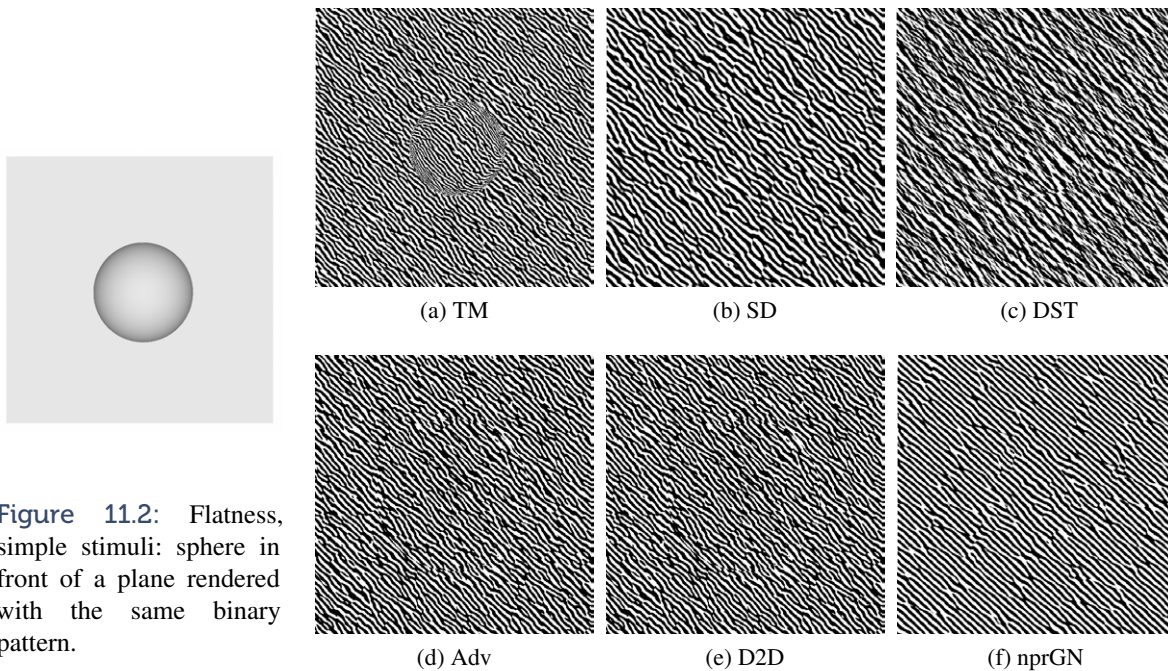 (a) TM
(b) SD
(c) DST
Figure 11.2: Flatness,
simple stimuli: sphere in
front of a plane rendered
with the same binary
pattern.
(d) Adv
(e) D2D
(f) nprGN